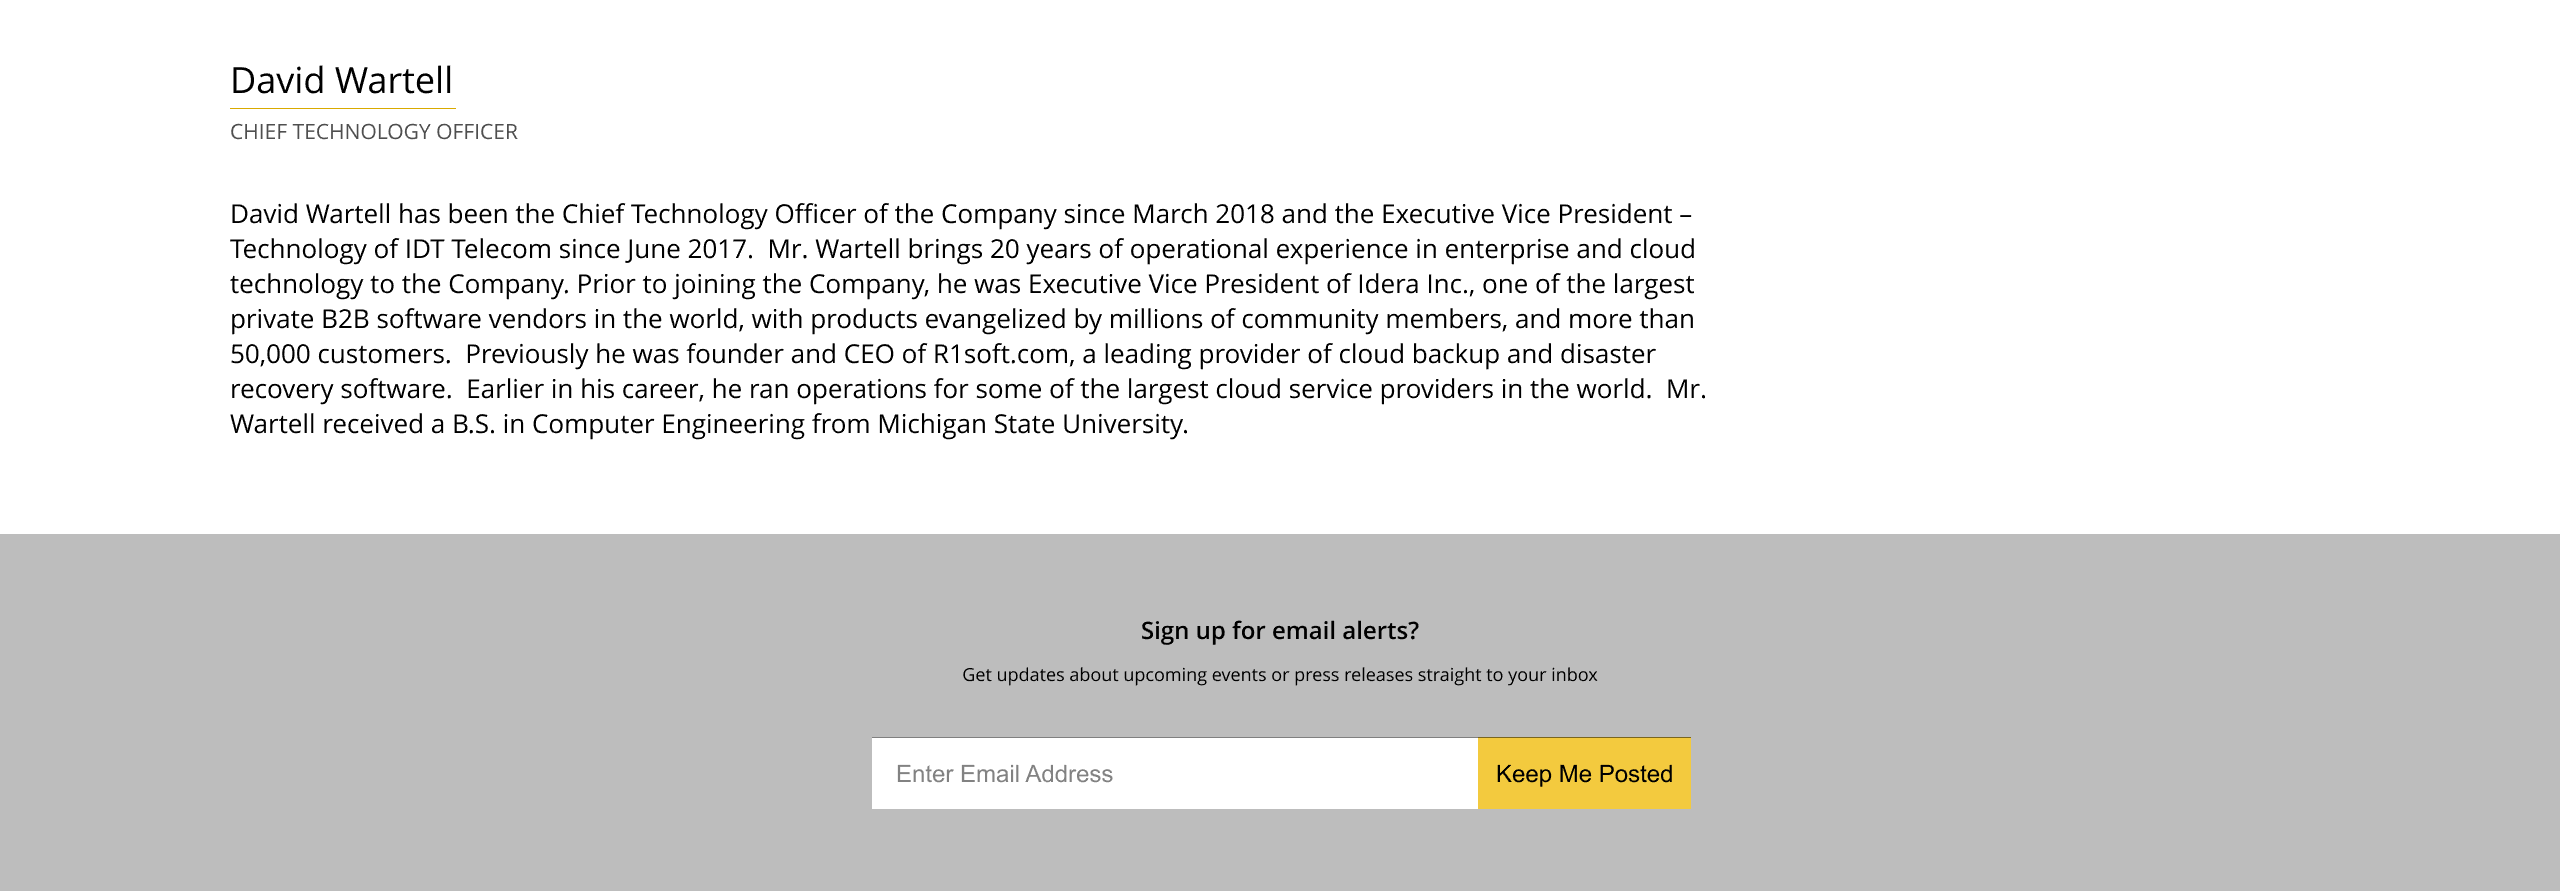 David Wartell
CHIEF TECHNOLOGY OFFICER
David Wartell has been the Chief Technology Officer of the Company since March 2018 and the Executive Vice President –
Technology of IDT Telecom since June 2017.  Mr. Wartell brings 20 years of operational experience in enterprise and cloud
technology to the Company. Prior to joining the Company, he was Executive Vice President of Idera Inc., one of the largest
private B2B software vendors in the world, with products evangelized by millions of community members, and more than
50,000 customers.  Previously he was founder and CEO of R1soft.com, a leading provider of cloud backup and disaster
recovery software.  Earlier in his career, he ran operations for some of the largest cloud service providers in the world.  Mr.
Wartell received a B.S. in Computer Engineering from Michigan State University.
Sign up for email alerts?
Get updates about upcoming events or press releases straight to your inbox
Enter Email Address
Keep Me Posted